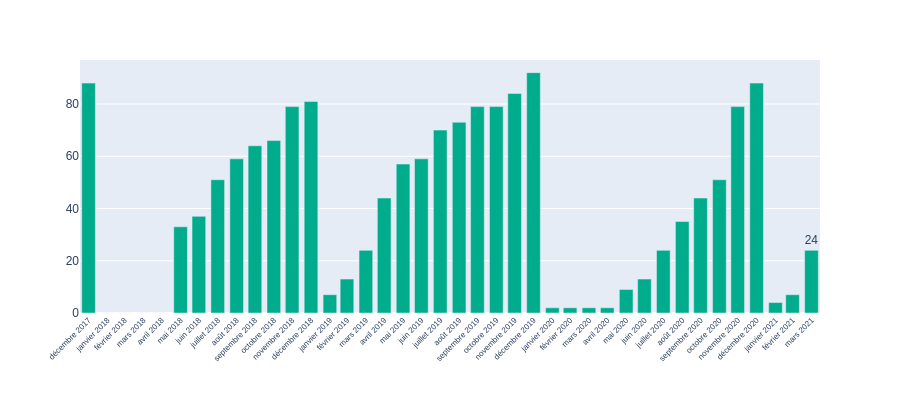 80
60
40
20
0
24
décembre 2017
janvier 2018
février 2018
mars 2018
avril 2018
mai 2018
juin 2018
juillet 2018
août 2018
septembre 2018
octobre 2018
novembre 2018
décembre 2018
janvier 2019
février 2019
mars 2019
avril 2019
mai 2019
juin 2019
juillet 2019
août 2019
septembre 2019
octobre 2019
novembre 2019
décembre 2019
janvier 2020
février 2020
mars 2020
avril 2020
mai 2020
juin 2020
juillet 2020
août 2020
septembre 2020
octobre 2020
novembre 2020
décembre 2020
janvier 2021
février 2021
mars 2021